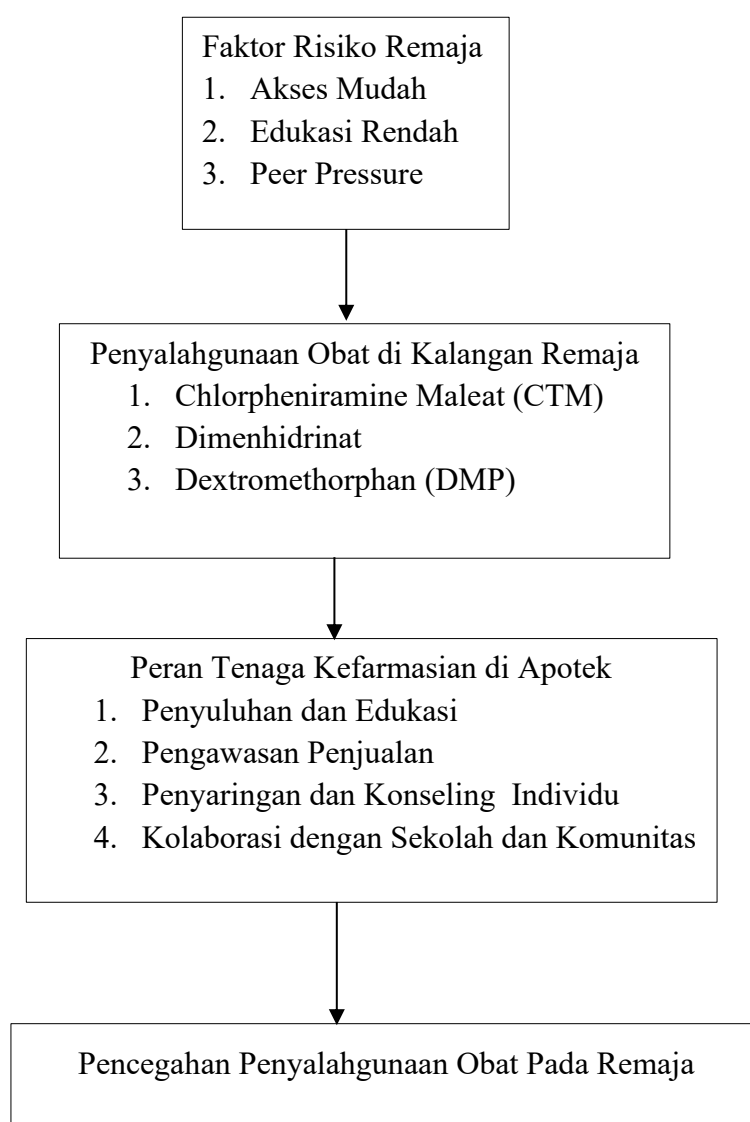 Faktor Risiko Remaja
1. Akses Mudah
2. Edukasi Rendah
3. Peer Pressure
Penyalahgunaan Obat di Kalangan Remaja
1. Chlorpheniramine Maleat (CTM)
2. Dimenhidrinat
3. Dextromethorphan (DMP)
Peran Tenaga Kefarmasian di Apotek
1. Penyuluhan dan Edukasi
2. Pengawasan Penjualan
3. Penyaringan dan Konseling Individu
4. Kolaborasi dengan Sekolah dan Komunitas
Pencegahan Penyalahgunaan Obat Pada Remaja